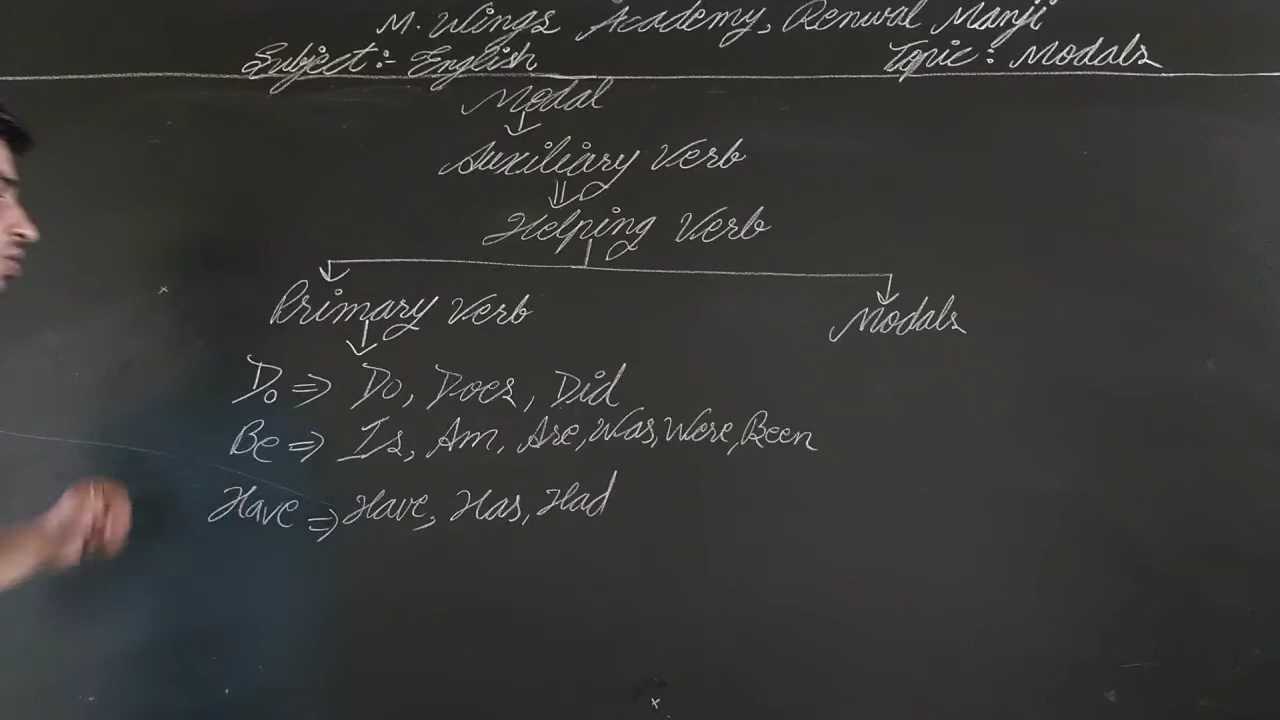 M. Wings Academy, Renwal Manji
Subject:- English Topic: Modals
Modal
Auxiliary Verb
Helping Verb
Primary Verb Modals
Do ⇒ Do, Does, Did
Be ⇒ Is, Am, Are, Was, Were, Been
Have ⇒ Have, Has, Had